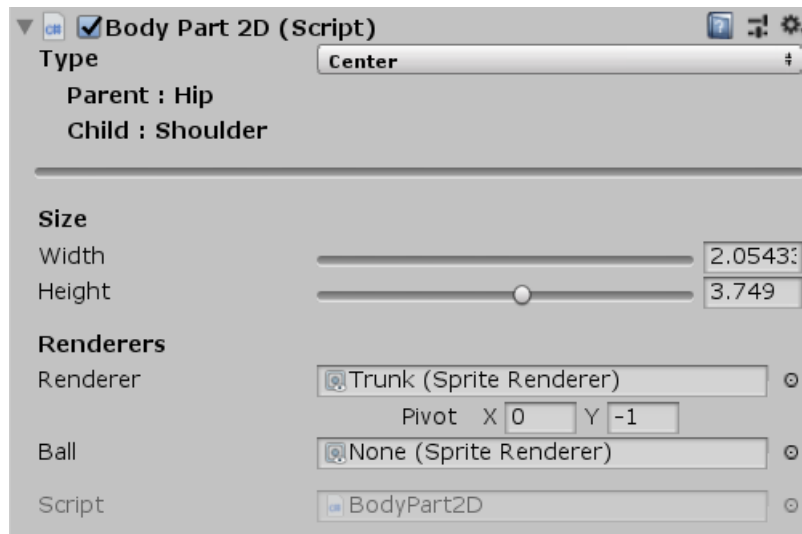 Body Part 2D (Script)
Type Center
Parent : Hip
Child : Shoulder
Size
Width 2.0543
Height 3.749
Renderers
Renderer Trunk (Sprite Renderer)
Pivot X 0 Y -1
Ball None (Sprite Renderer)
Script BodyPart2D